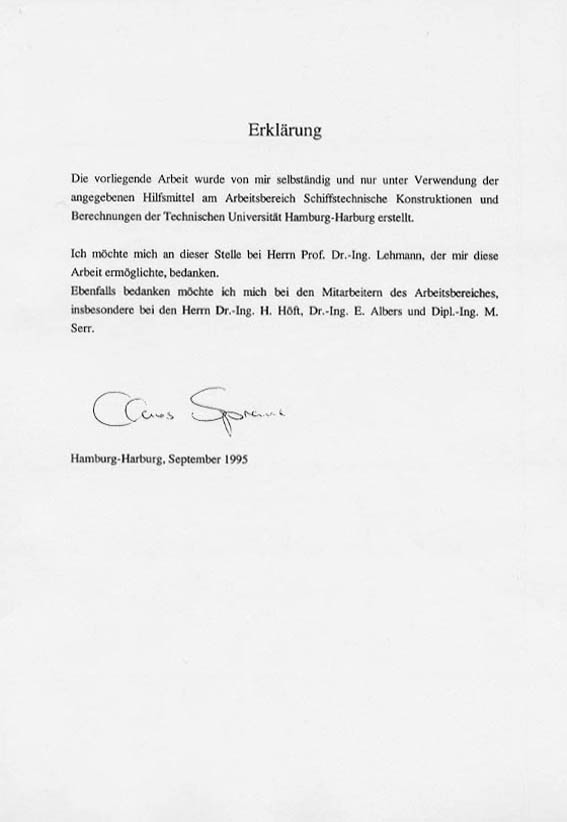 Erklärung
Die vorliegende Arbeit wurde von mir selbständig und nur unter Verwendung der
angegebenen Hilfsmittel am Arbeitsbereich Schiffstechnische Konstruktionen und
Berechnungen der Technischen Universität Hamburg-Harburg erstellt.
Ich möchte mich an dieser Stelle bei Herrn Prof. Dr.-Ing. Lehmann, der mir diese
Arbeit ermöglichte, bedanken.
Ebenfalls bedanken möchte ich mich bei den Mitarbeitern des Arbeitsbereiches,
insbesondere bei den Herrn Dr.-Ing. H. Höft, Dr.-Ing. E. Albers und Dipl.-Ing. M.
Serr.
Claus
Hamburg-Harburg, September 1995